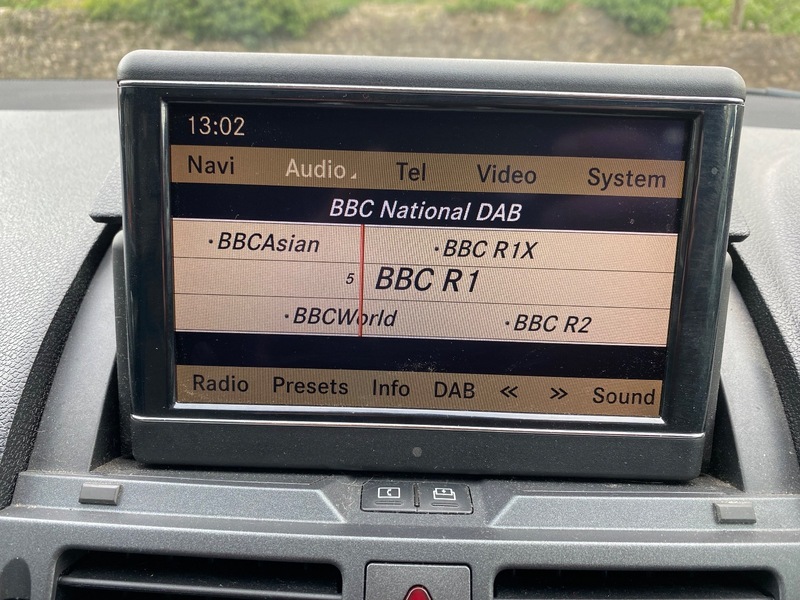 13:02
Navi Audio Tel Video System
BBC National DAB
·BBCAsian ·BBC R1X
5 BBC R1
·BBCWorld ·BBC R2
Radio Presets Info DAB << >> Sound